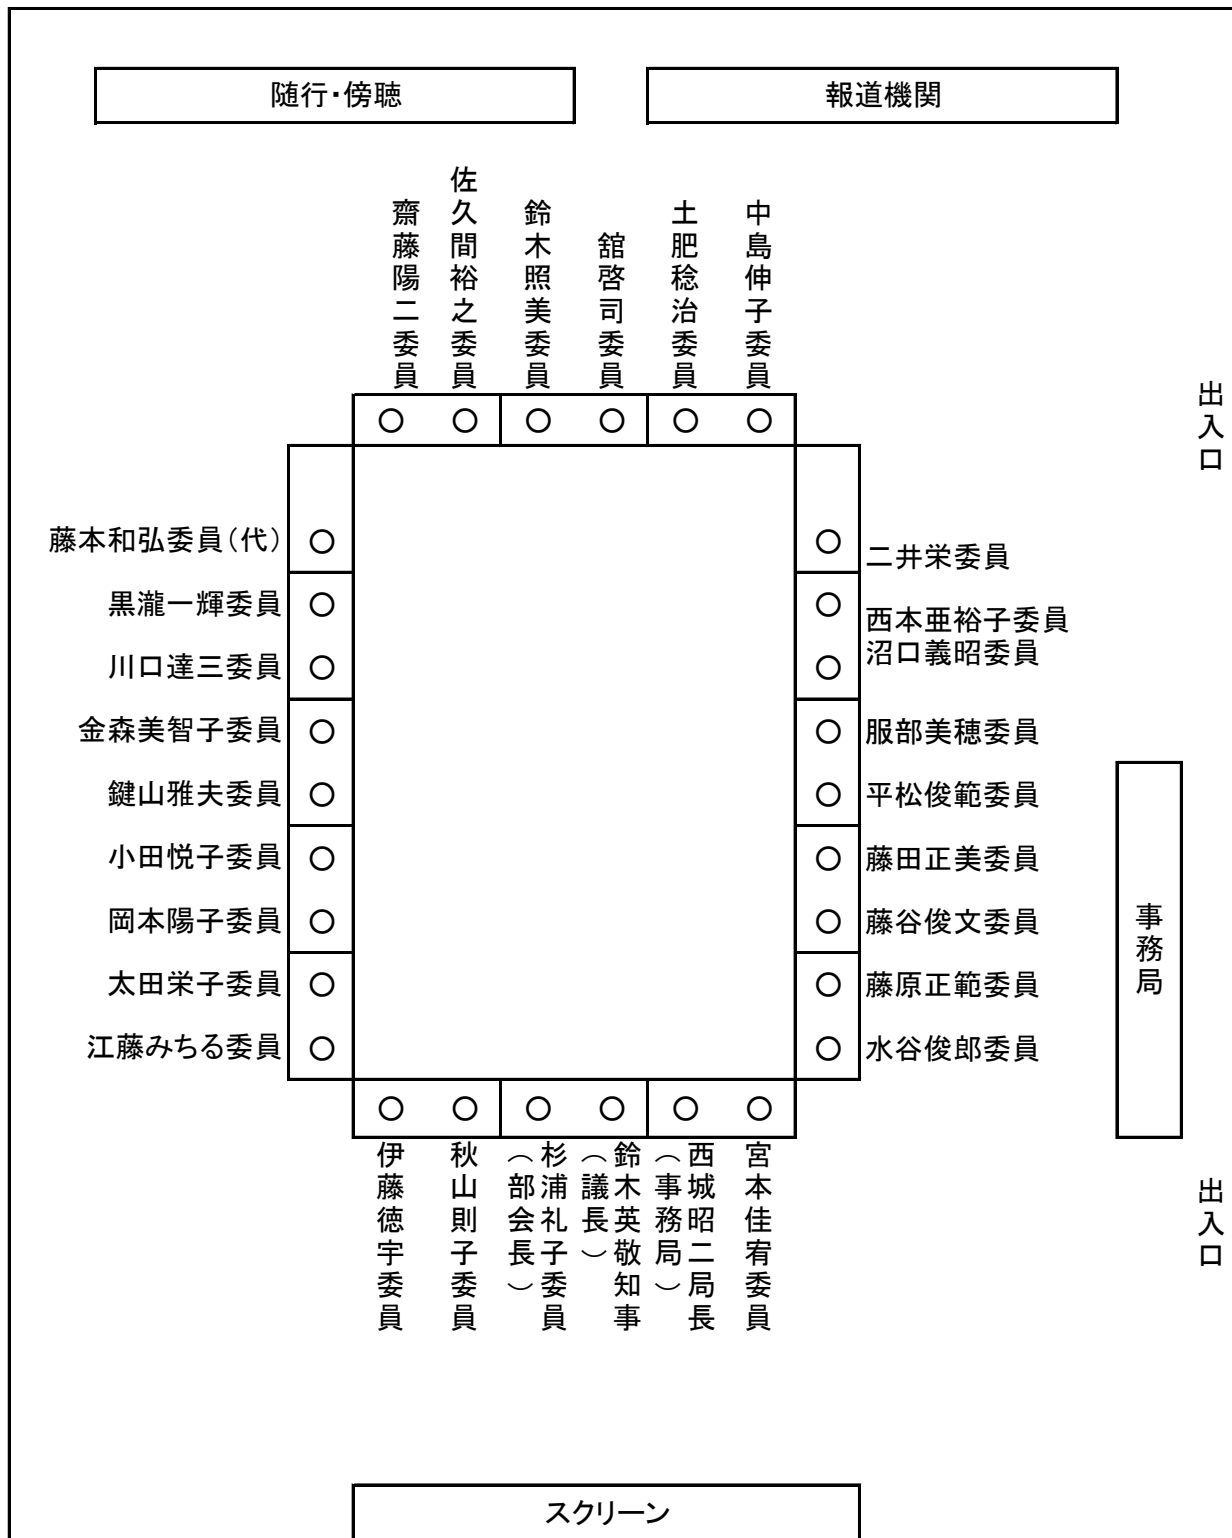 随行・傍聴
報道機関
齋藤陽二委員
佐久間裕之委員
鈴木照美委員
舘啓司委員
土肥稔治委員
中島伸子委員
出入口
藤本和弘委員(代)
黒瀧一輝委員
川口達三委員
金森美智子委員
鍵山雅夫委員
小田悦子委員
岡本陽子委員
太田栄子委員
江藤みちる委員
二井栄委員
西本亜裕子委員
沼口義昭委員
服部美穂委員
平松俊範委員
藤田正美委員
藤谷俊文委員
藤原正範委員
水谷俊郎委員
事務局
伊藤徳宇委員
秋山則子委員
杉浦礼子委員
(部会長)
鈴木英敬知事
(議長)
西城昭二局長
(事務局)
宮本佳宥委員
出入口
スクリーン